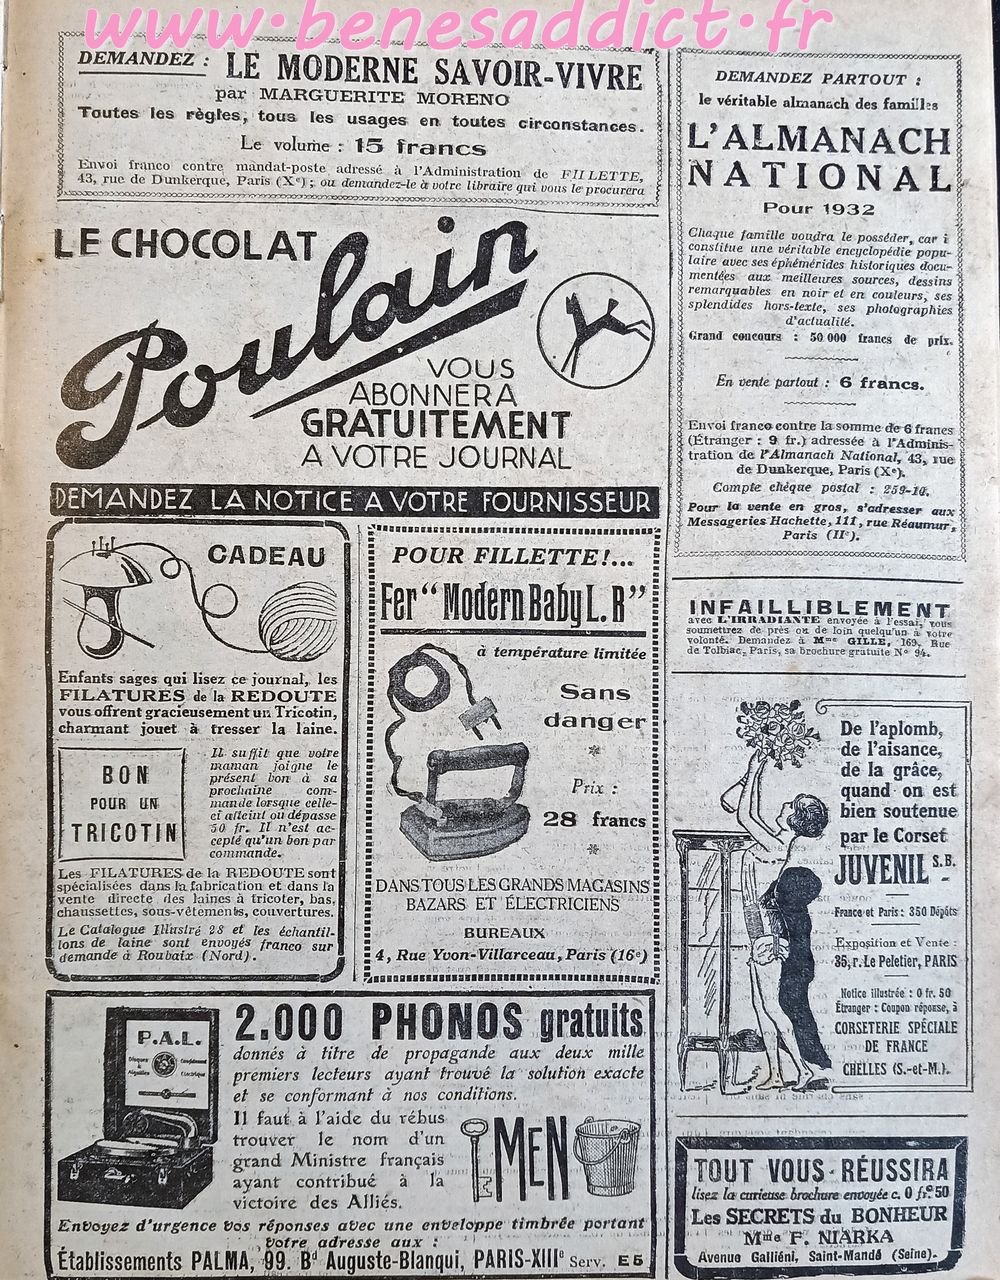 www.benesaddict.fr
DEMANDEZ : LE MODERNE SAVOIR-VIVRE
par MARGUERITE MORENO
Toutes les règles, tous les usages en toutes circonstances.
Le volume : 15 francs
Envoi franco contre mandat-poste adressé à l'Administration de FILLETTE,
43, rue de Dunkerque, Paris (Xe) ; ou demandez-le à votre libraire qui vous le procurera
LE CHOCOLAT
Poulain
VOUS
ABONNERA
GRATUITEMENT
A VOTRE JOURNAL
DEMANDEZ LA NOTICE A VOTRE FOURNISSEUR
CADEAU
Enfants sages qui lisez ce journal, les
FILATURES de la REDOUTE
vous offrent gracieusement un Tricotin,
charmant jouet à tresser la laine.
BON
POUR UN
TRICOTIN
Il suffit que votre
maman joigne le
présent bon à sa
prochaine com-
mande lorsque celle-
ci atteint ou dépasse
50 fr. Il n'est ac-
cepté qu'un bon par
commande.
Les FILATURES de la REDOUTE sont
spécialisées dans la fabrication et dans la
vente directe des laines à tricoter, bas,
chaussettes, sous-vêtements, couvertures.
Le Catalogue Illustré 28 et les échantil-
lons de laine sont envoyés franco sur
demande à Roubaix (Nord).
POUR FILLETTE!...
Fer "Modern Baby L. R"
à température limitée
Sans
danger
*
Prix :
28 francs
*
DANS TOUS LES GRANDS MAGASINS
BAZARS ET ÉLECTRICIENS
BUREAUX
4, Rue Yvon-Villarceau, Paris (16e)
P.A.L.
2.000 PHONOS gratuits
donnés à titre de propagande aux deux mille
premiers lecteurs ayant trouvé la solution exacte
et se conformant à nos conditions.
Il faut à l'aide du rébus
trouver le nom d'un
grand Ministre français
ayant contribué à la
victoire des Alliés.
MEN
Envoyez d'urgence vos réponses avec une enveloppe timbrée portant
votre adresse aux :
Établissements PALMA, 99. Bd Auguste-Blanqui, PARIS-XIIIe Serv. E5
DEMANDEZ PARTOUT :
le véritable almanach des familles
L'ALMANACH
NATIONAL
Pour 1932
Chaque famille voudra le posséder, car i
constitue une véritable encyclopédie popu-
laire avec ses éphémérides historiques docu-
mentées aux meilleures sources, dessins
remarquables en noir et en couleurs, ses
splendides hors-texte, ses photographies
d'actualité.
Grand concours : 50 000 francs de prix.
En vente partout : 6 francs.
Envoi franco contre la somme de 6 francs
(Étranger : 9 fr.) adressée à l'Adminis-
tration de l'Almanach National, 43, rue
de Dunkerque, Paris (Xe).
Compte chèque postal : 259-10.
Pour la vente en gros, s'adresser aux
Messageries Hachette, 111, rue Réaumur,
Paris (IIe).
INFAILLIBLEMENT
avec L'IRRADIANTE envoyée à l'essai, vous
soumettrez de près ou de loin quelqu'un à votre
volonté. Demandez à Mme GILLE, 169, Rue
de Tolbiac, Paris, sa brochure gratuite N° 94.
De l'aplomb,
de l'aisance,
de la grâce,
quand on est
bien soutenue
par le Corset
JUVENIL S.B.
France et Paris : 350 Dépôts
Exposition et Vente :
35, r. Le Peletier, PARIS
Notice illustrée : 0 fr. 50
Étranger : Coupon réponse, à
CORSETERIE SPÉCIALE
DE FRANCE
CHELLES (S.-et-M.).
TOUT VOUS RÉUSSIRA
lisez la curieuse brochure envoyée c. 0 fr. 50
Les SECRETS du BONHEUR
Mme F. NIARKA
Avenue Galliéni, Saint-Mandé (Seine).